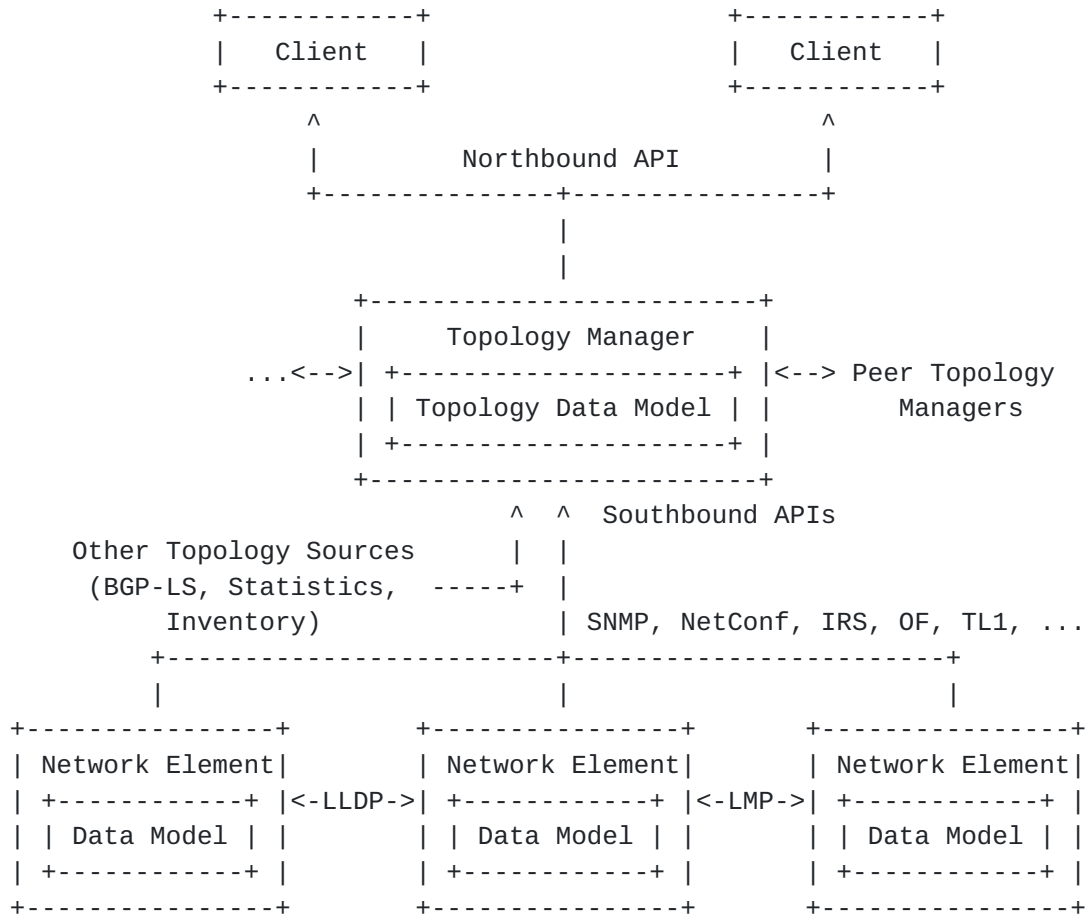 +-------------+ +-------------+
| Client | | Client |
+-------------+ +-------------+
^ ^
| Northbound API |
+---------------+----------------+
|
|
+-------------------------+
| Topology Manager |
...<-->| +---------------------+ |<--> Peer Topology
| | Topology Data Model | | Managers
| +---------------------+ |
+-------------------------+
^ ^ Southbound APIs
Other Topology Sources | |
(BGP-LS, Statistics, -----+ |
Inventory) | SNMP, NetConf, IRS, OF, TL1, ...
+-------------------------+------------------------+
| | |
+----------------+ +----------------+ +----------------+
| Network Element| | Network Element| | Network Element|
| +------------+ |<-LLDP->| +------------+ |<-LMP->| +------------+ |
| | Data Model | | | | Data Model | | | | Data Model | |
| +------------+ | | +------------+ | | +------------+ |
+----------------+ +----------------+ +----------------+